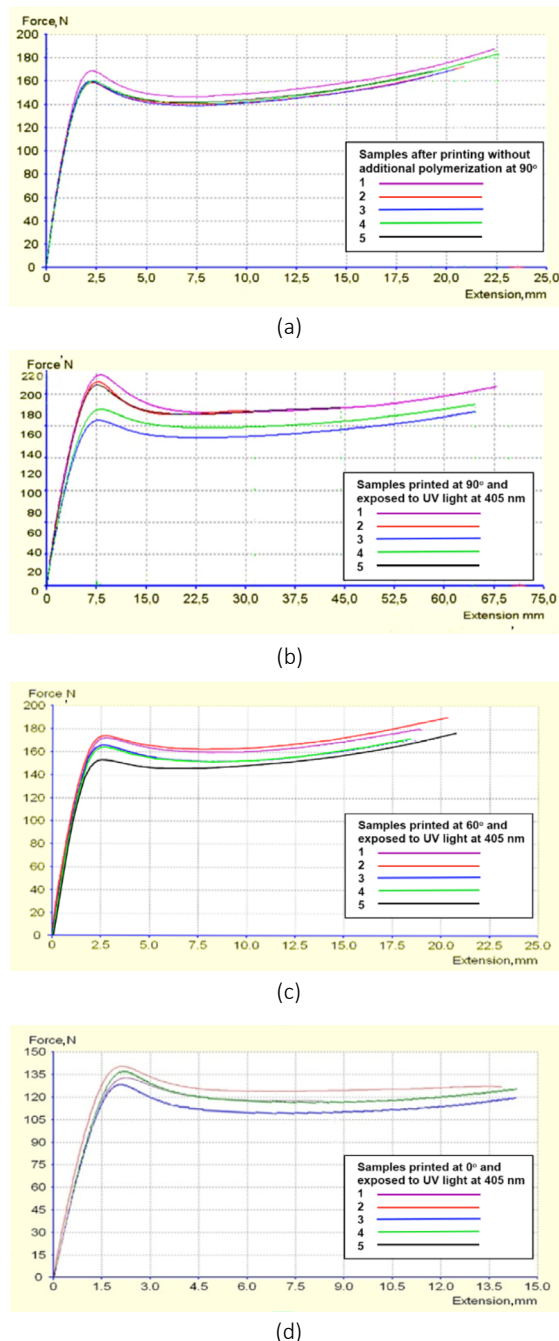 Force,N
200
180
160
140
120
100
80
60
40
20
0
Samples after printing without
additional polymerization at 90°
1
2
3
4
5
0 2,5 5,0 7,5 10,0 12,5 15,0 17,5 20,0 22,5 25,0
Extension,mm
(a)
Force N
220
200
180
160
140
120
100
80
60
40
20
0
Samples printed at 90° and
exposed to UV light at 405 nm
1
2
3
4
5
0 7,5 15,0 22,5 30,0 37,5 45,0 52,5 60,0 67,5 75,0
Extension mm
(b)
Force N
200
180
160
140
120
100
80
60
40
20
0
Samples printed at 60° and
exposed to UV light at 405 nm
1
2
3
4
5
0 2.5 5.0 7.5 10.0 12.5 15.0 17.5 20.0 22.5 25.0
Extension,mm
(c)
Force,N
150
135
120
105
90
75
60
45
30
15
0
Samples printed at 0° and
exposed to UV light at 405 nm
1
2
3
4
5
0 1.5 3.0 4.5 6.0 7.5 9.0 10.5 12.0 13.5 15.0
Extension,mm
(d)